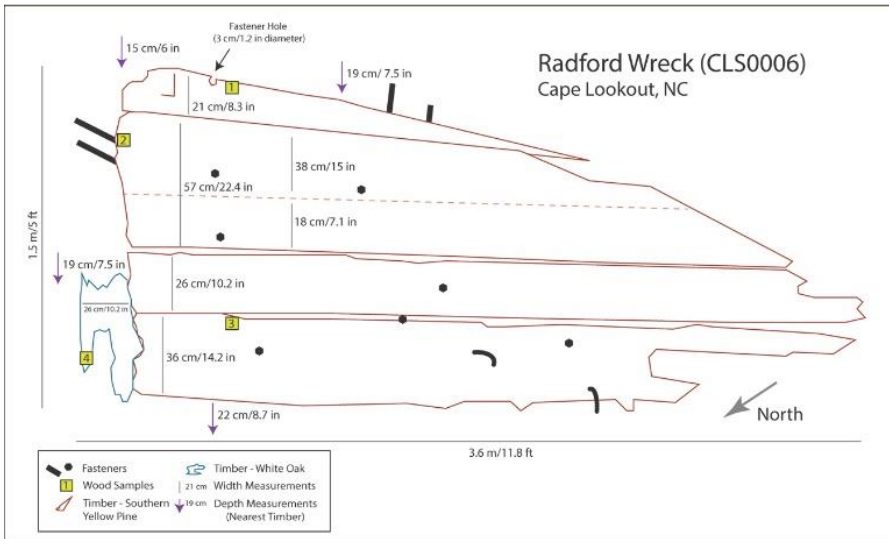 Radford Wreck (CLS0006)
Cape Lookout, NC
15 cm/6 in
Fastener Hole
(3 cm/1.2 in diameter)
19 cm/ 7.5 in
1
21 cm/8.3 in
2
38 cm/15 in
57 cm/22.4 in
18 cm/7.1 in
1.5 m/5 ft
19 cm/7.5 in
26 cm/10.2 in
26 cm/10.2 in
3
4
36 cm/14.2 in
22 cm/8.7 in
North
3.6 m/11.8 ft
Fasteners
1 Wood Samples
Timber - Southern
Yellow Pine
Timber - White Oak
21 cm Width Measurements
19 cm Depth Measurements
(Nearest Timber)